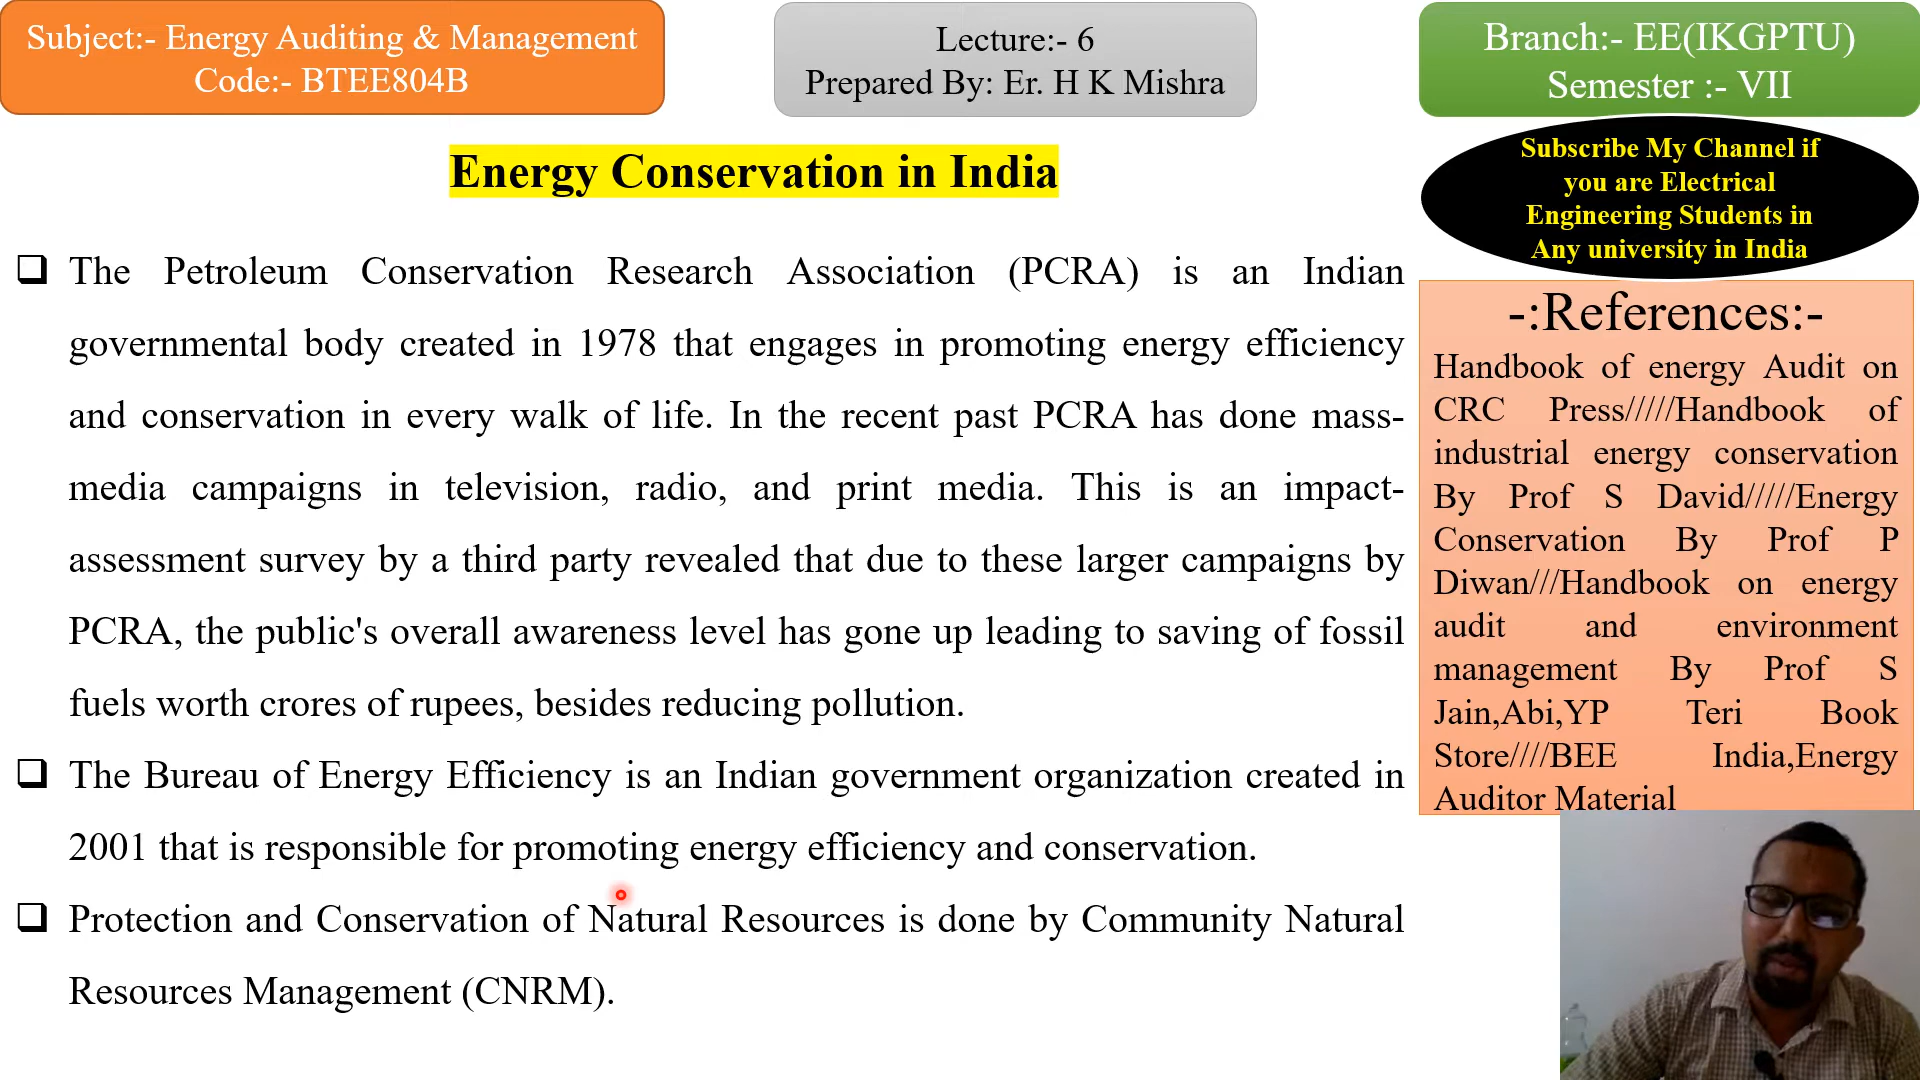 Subject:- Energy Auditing & Management
Code:- BTEE804B
Lecture:- 6
Prepared By: Er. H K Mishra
Branch:- EE(IKGPTU)
Semester :- VII
Energy Conservation in India
❑ The Petroleum Conservation Research Association (PCRA) is an Indian
governmental body created in 1978 that engages in promoting energy efficiency
and conservation in every walk of life. In the recent past PCRA has done mass-
media campaigns in television, radio, and print media. This is an impact-
assessment survey by a third party revealed that due to these larger campaigns by
PCRA, the public's overall awareness level has gone up leading to saving of fossil
fuels worth crores of rupees, besides reducing pollution.
❑ The Bureau of Energy Efficiency is an Indian government organization created in
2001 that is responsible for promoting energy efficiency and conservation.
❑ Protection and Conservation of Natural Resources is done by Community Natural
Resources Management (CNRM).
Subscribe My Channel if
you are Electrical
Engineering Students in
Any university in India
-:References:-
Handbook of energy Audit on
CRC Press/////Handbook of
industrial energy conservation
By Prof S David/////Energy
Conservation By Prof P
Diwan///Handbook on energy
audit and environment
management By Prof S
Jain,Abi,YP Teri Book
Store////BEE India,Energy
Auditor Material